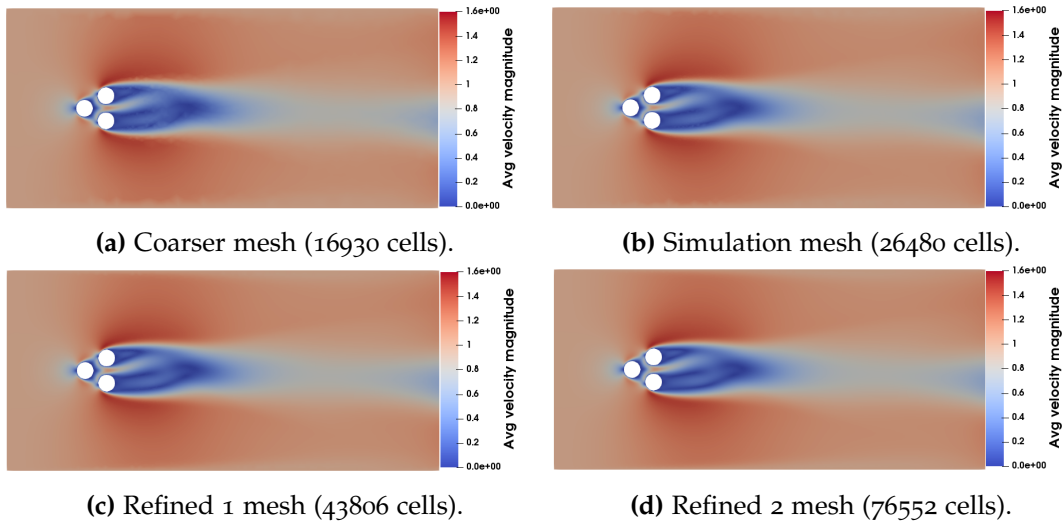 1.6e+00
1.4
1.2
1
0.8
0.6
0.4
0.2
0.0e+00
Avg velocity magnitude
1.6e+00
1.4
1.2
1
0.8
0.6
0.4
0.2
0.0e+00
Avg velocity magnitude
(a) Coarser mesh (16930 cells).
(b) Simulation mesh (26480 cells).
1.6e+00
1.4
1.2
1
0.8
0.6
0.4
0.2
0.0e+00
Avg velocity magnitude
1.6e+00
1.4
1.2
1
0.8
0.6
0.4
0.2
0.0e+00
Avg velocity magnitude
(c) Refined 1 mesh (43806 cells).
(d) Refined 2 mesh (76552 cells).